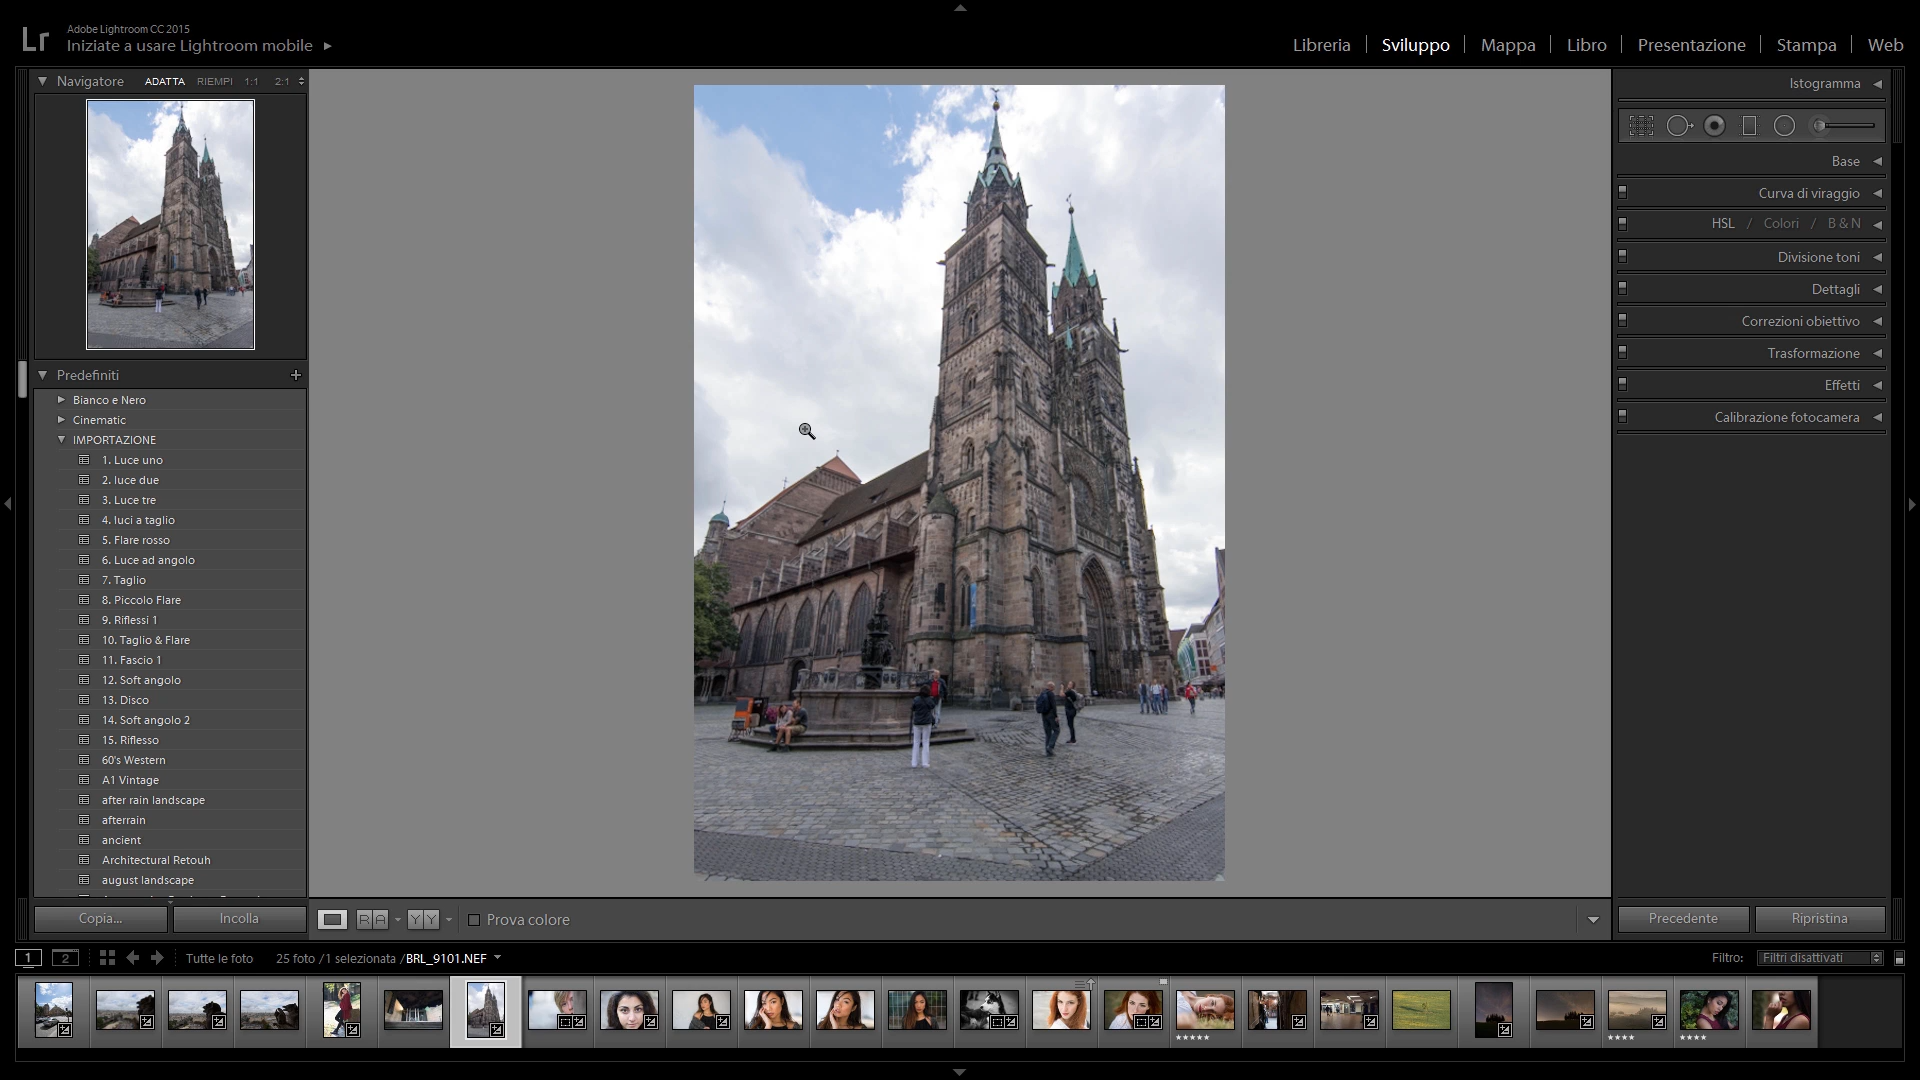 Lr
Adobe Lightroom CC 2015
Iniziate a usare Lightroom mobile
Libreria | Sviluppo | Mappa | Libro | Presentazione | Stampa | Web
Navigatore ADATTA RIEMPI 1:1 2:1
Istogramma
Base
Curva di viraggio
HSL / Colori / B & N
Divisione toni
Dettagli
Correzioni obiettivo
Trasformazione
Effetti
Calibrazione fotocamera
Predefiniti
Bianco e Nero
Cinematic
IMPORTAZIONE
1. Luce uno
2. luce due
3. Luce tre
4. luci a taglio
5. Flare rosso
6. Luce ad angolo
7. Taglio
8. Piccolo Flare
9. Riflessi 1
10. Taglio & Flare
11. Fascio 1
12. Soft angolo
13. Disco
14. Soft angolo 2
15. Riflesso
60's Western
A1 Vintage
after rain landscape
afterrain
ancient
Architectural Retouh
august landscape
Copia... Incolla
R A Y Y Prova colore
Precedente Ripristina
1 2 Tutte le foto 25 foto /1 selezionata /BRL_9101.NEF
Filtro: Filtri disattivati